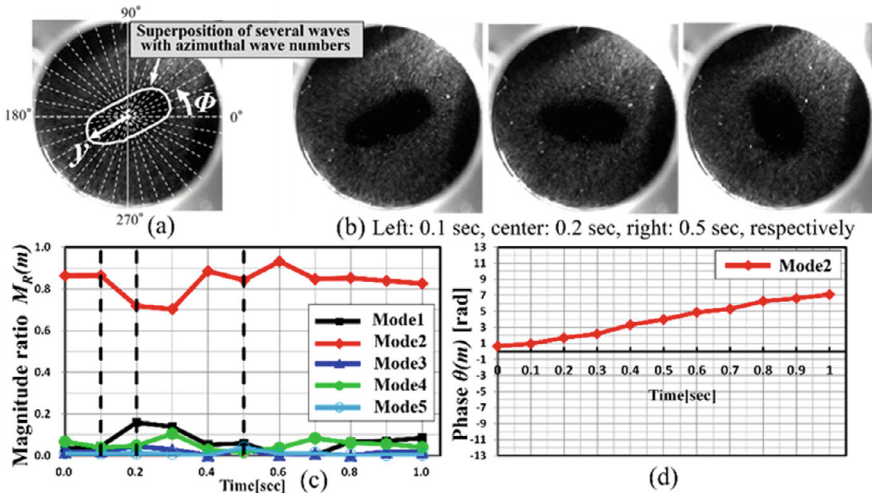 90°
Superposition of several waves
with azimuthal wave numbers
180°
0°
Φ
y
270°
(a)
(b) Left: 0.1 sec, center: 0.2 sec, right: 0.5 sec, respectively
Magnitude ratio M_R(m)
1.0
0.8
0.6
0.4
0.2
0.0
Mode1
Mode2
Mode3
Mode4
Mode5
0.0 0.2 0.4 0.6 0.8 1.0
Time[sec]
(c)
Phase θ(m) [rad]
13
11
9
7
5
3
1
-1
-3
-5
-7
-9
-11
-13
Mode2
0 0.1 0.2 0.3 0.4 0.5 0.6 0.7 0.8 0.9 1
Time[sec]
(d)